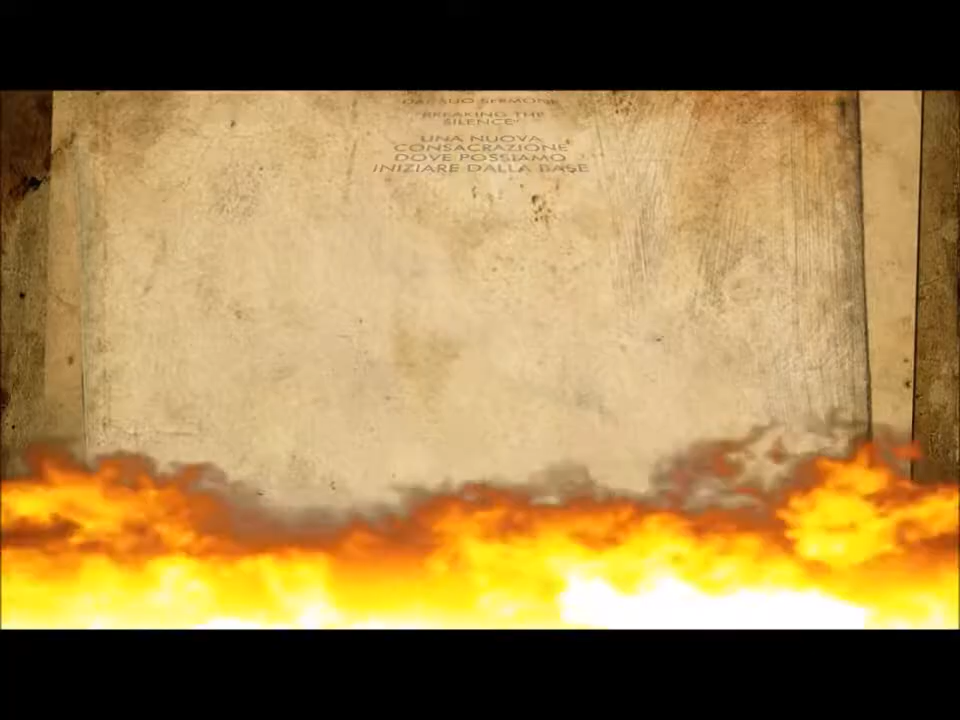 DAL SUO SERMONE
"BREAKING THE
SILENCE"
UNA NUOVA
CONSACRAZIONE
DOVE POSSIAMO
INIZIARE DALLA BASE